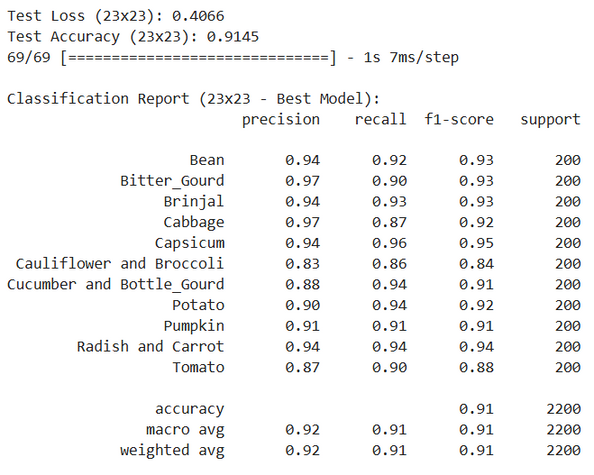 Test Loss (23x23): 0.4066
Test Accuracy (23x23): 0.9145
69/69 [==============================] - 1s 7ms/step
Classification Report (23x23 - Best Model):
precision recall f1-score support
Bean 0.94 0.92 0.93 200
Bitter_Gourd 0.97 0.90 0.93 200
Brinjal 0.94 0.93 0.93 200
Cabbage 0.97 0.87 0.92 200
Capsicum 0.94 0.96 0.95 200
Cauliflower and Broccoli 0.83 0.86 0.84 200
Cucumber and Bottle_Gourd 0.88 0.94 0.91 200
Potato 0.90 0.94 0.92 200
Pumpkin 0.91 0.91 0.91 200
Radish and Carrot 0.94 0.94 0.94 200
Tomato 0.87 0.90 0.88 200
accuracy 0.91 2200
macro avg 0.92 0.91 0.91 2200
weighted avg 0.92 0.91 0.91 2200